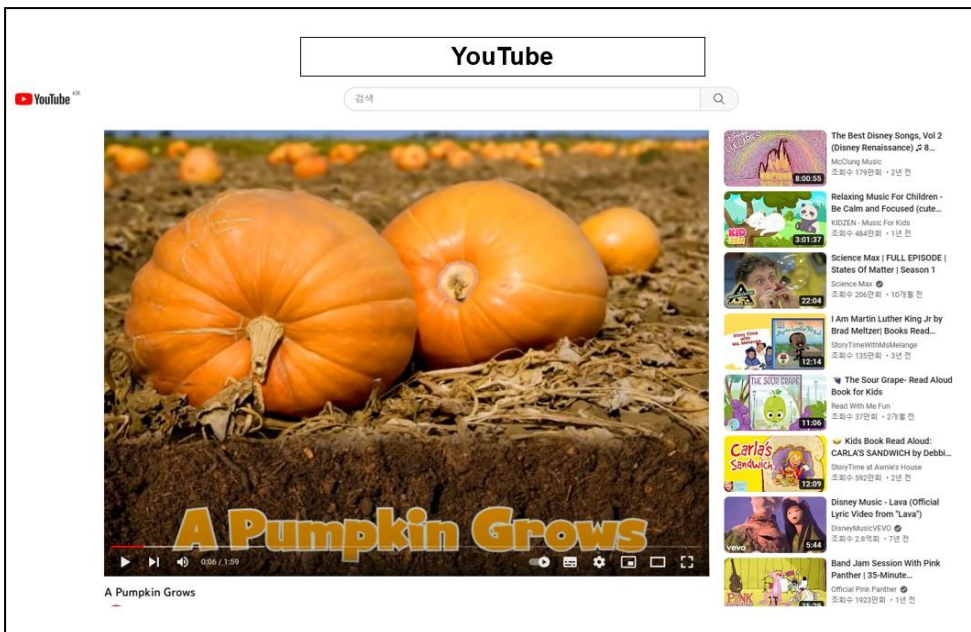 YouTube
YouTube KR
검색
A Pumpkin Grows
0:06 / 1:59
A Pumpkin Grows
The Best Disney Songs, Vol 2
(Disney Renaissance) ♫ 8...
McClung Music
조회수 179만회 • 2년 전
8:00:55
Relaxing Music For Children -
Be Calm and Focused (cute...
KIDZEN - Music For Kids
조회수 484만회 • 1년 전
3:01:37
Science Max | FULL EPISODE |
States Of Matter | Season 1
Science Max
조회수 206만회 • 10개월 전
22:04
I Am Martin Luther King Jr by
Brad Meltzer| Books Read...
StoryTimeWithMsMelange
조회수 135만회 • 3년 전
Story Time
with
Ms. Melange
12:14
🍇 The Sour Grape- Read Aloud
Book for Kids
Read With Me Fun
조회수 37만회 • 2개월 전
THE SOUR GRAPE
11:06
🥪 Kids Book Read Aloud:
CARLA'S SANDWICH by Debbi...
StoryTime at Awnie's House
조회수 592만회 • 2년 전
Carla's
Sandwich
12:09
Disney Music - Lava (Official
Lyric Video from "Lava")
DisneyMusicVEVO
조회수 2.8억회 • 7년 전
vevo
5:44
Band Jam Session With Pink
Panther | 35-Minute...
Official Pink Panther
조회수 1923만회 • 1년 전